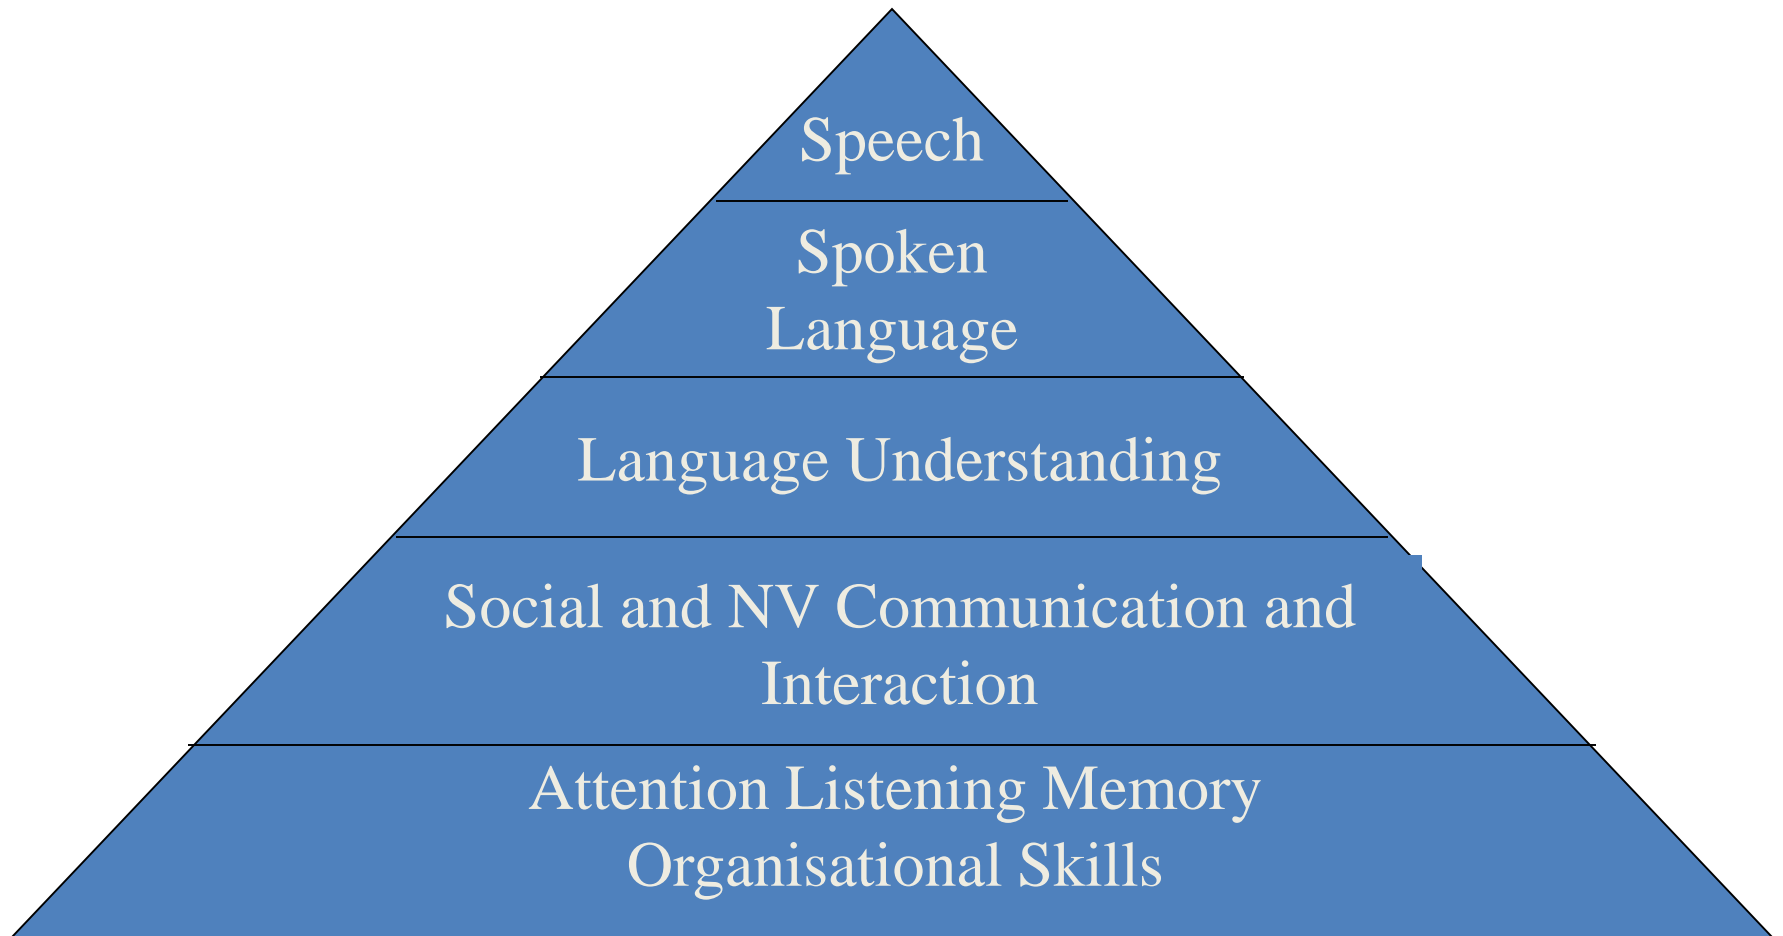 Speech
Spoken
Language
Language Understanding
Social and NV Communication and
Interaction
Attention Listening Memory
Organisational Skills